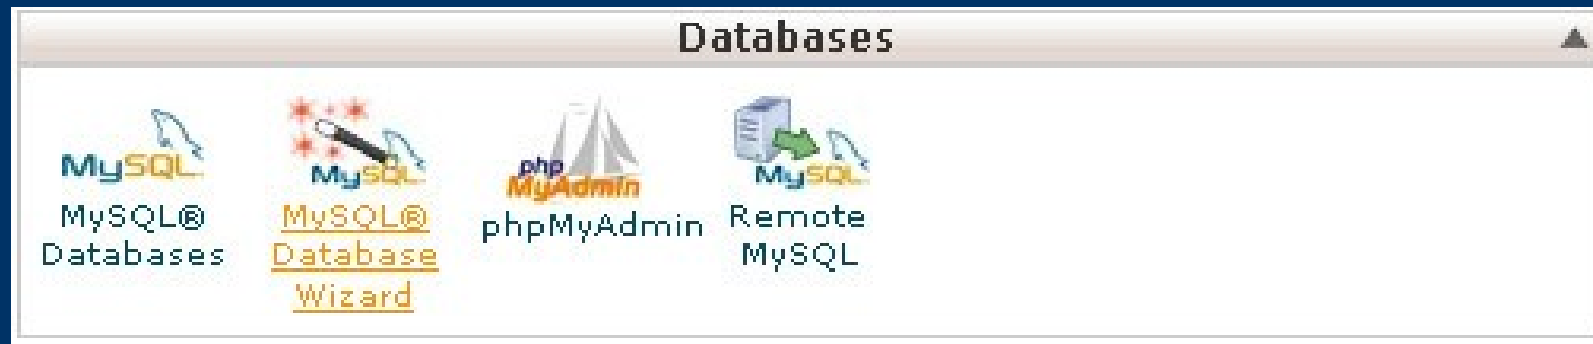 Databases
MySQL
MySQL®
Databases
MySQL
MySQL®
Database
Wizard
php
MyAdmin
phpMyAdmin
MySQL
Remote
MySQL